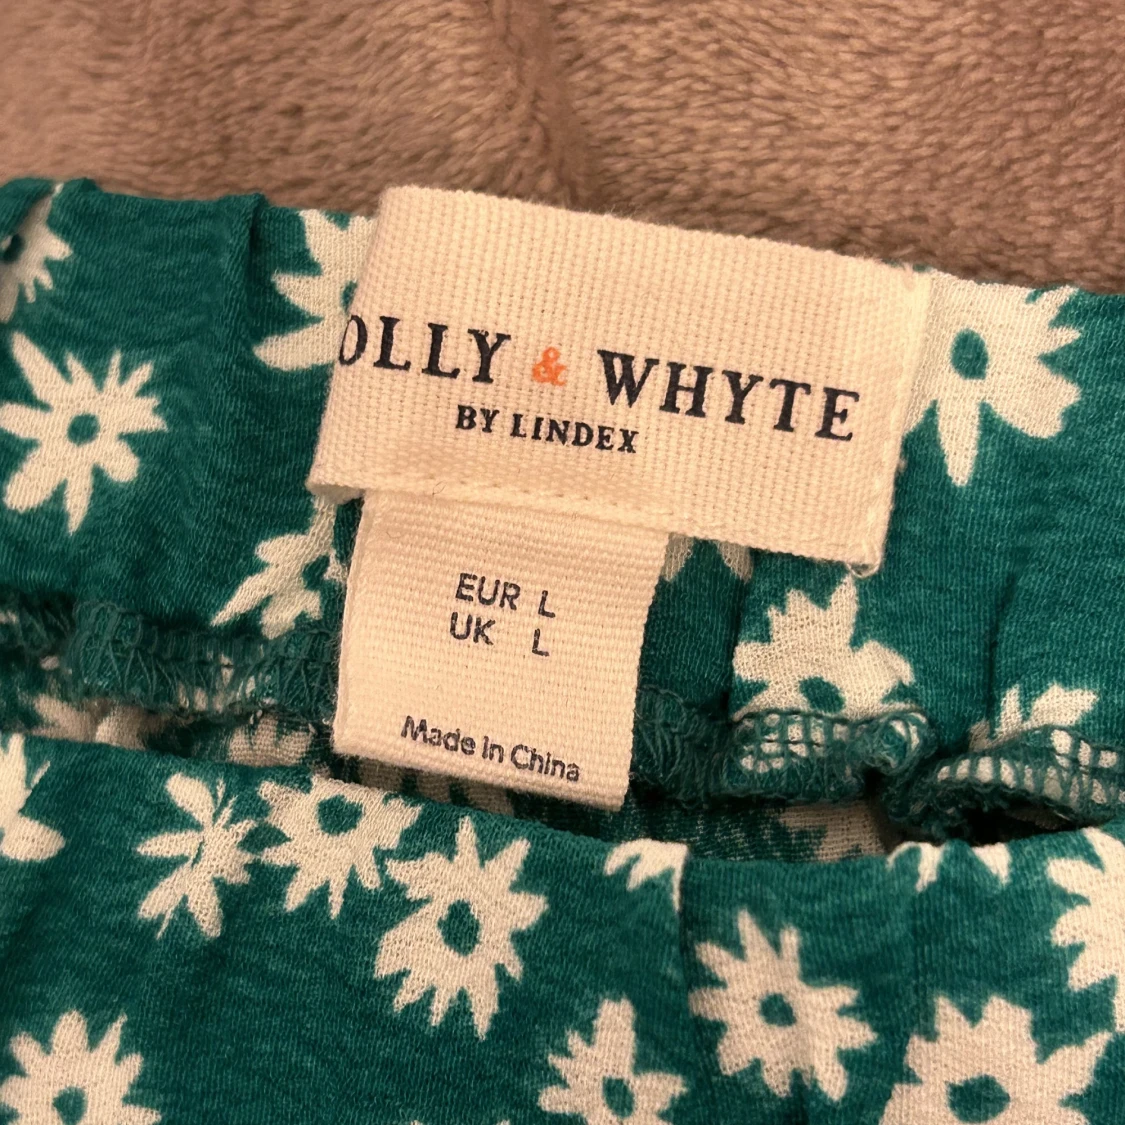 OLLY & WHYTE
BY LINDEX
EUR L
UK L
Made in China